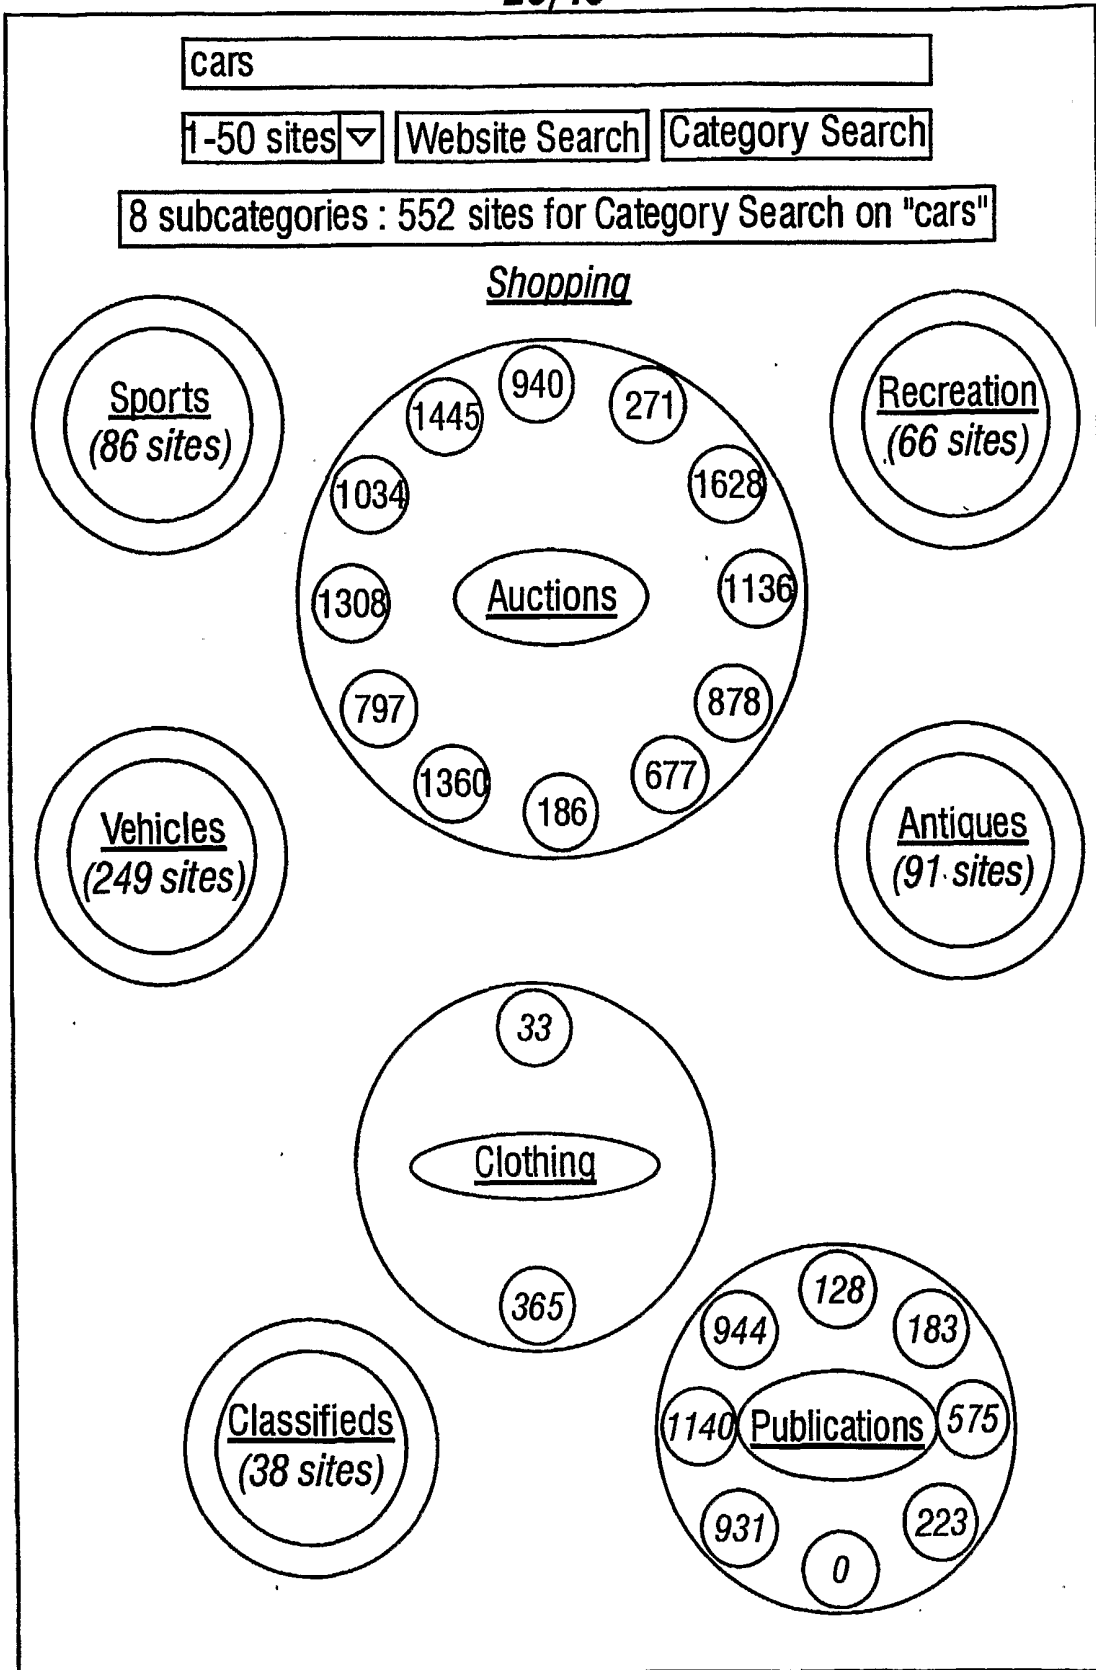 cars
1-50 sites
Website Search
Category Search
8 subcategories : 552 sites for Category Search on "cars"
Shopping
Sports
(86 sites)
Recreation
(66 sites)
940
271
1628
1136
878
677
186
1360
797
1308
1034
1445
Auctions
Vehicles
(249 sites)
Antiques
(91 sites)
33
Clothing
365
Classifieds
(38 sites)
128
183
575
223
0
931
1140
944
Publications